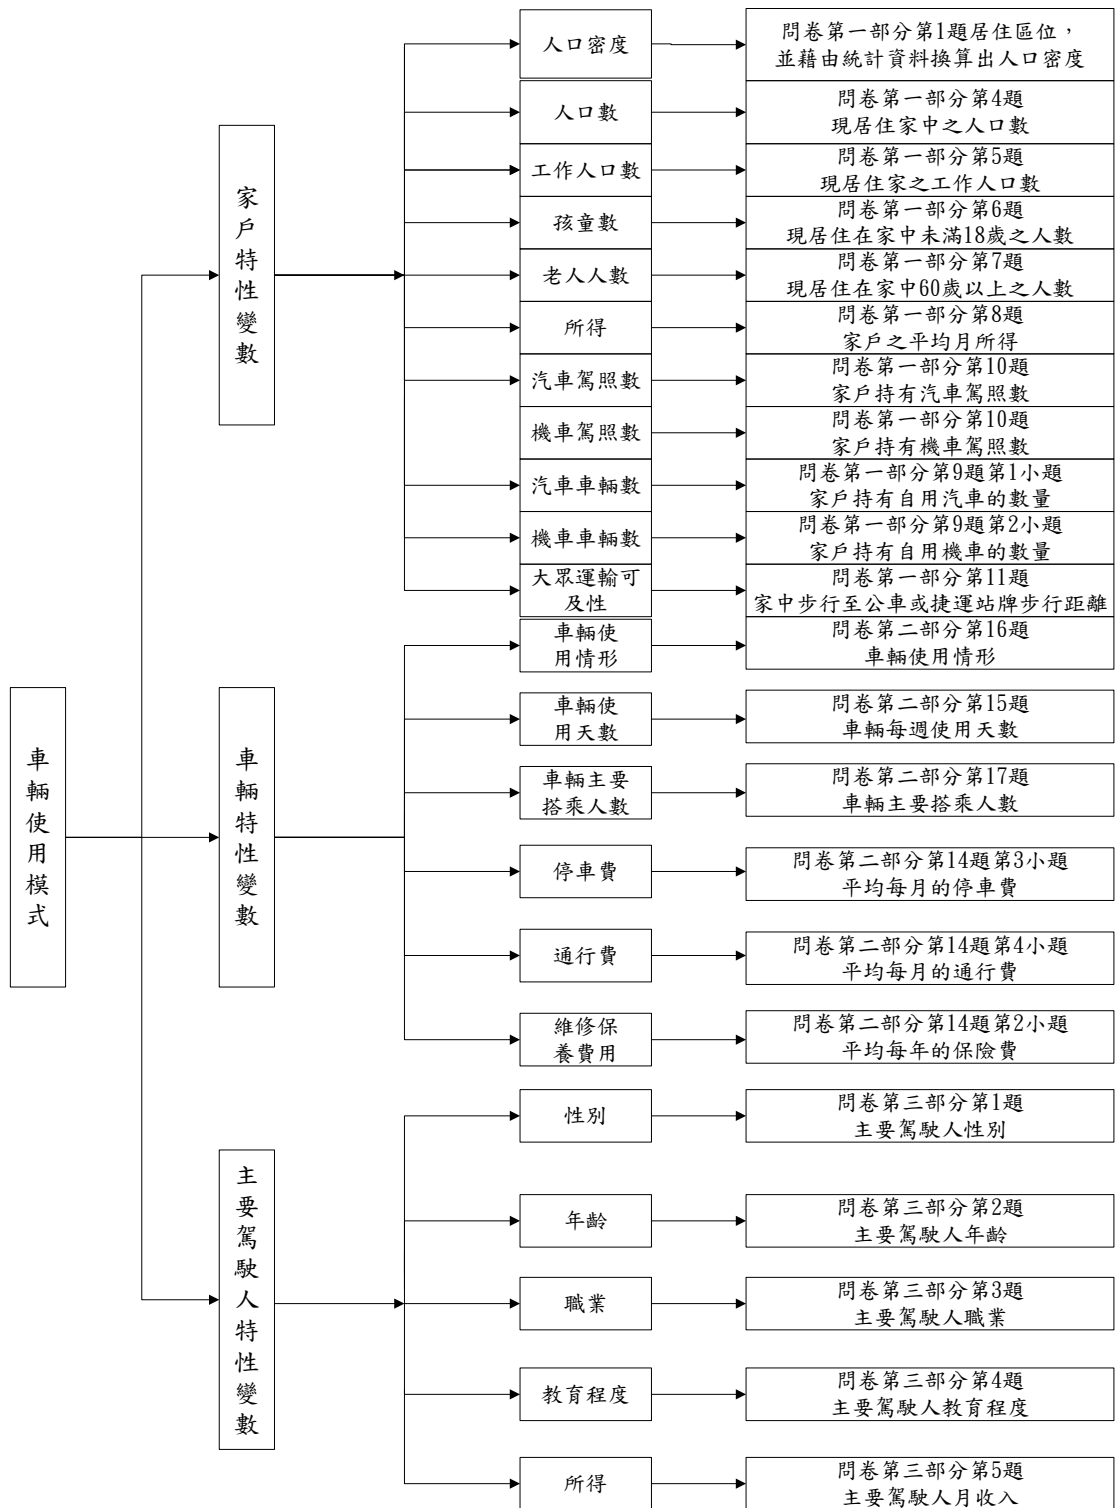 車輛使用模式
家戶特性變數
人口密度
問卷第一部分第1題居住區位，
並藉由統計資料換算出人口密度
人口數
問卷第一部分第4題
現居住家中之人口數
工作人口數
問卷第一部分第5題
現居住家之工作人口數
孩童數
問卷第一部分第6題
現居住在家中未滿18歲之人數
老人人數
問卷第一部分第7題
現居住在家中60歲以上之人數
所得
問卷第一部分第8題
家戶之平均月所得
汽車駕照數
問卷第一部分第10題
家戶持有汽車駕照數
機車駕照數
問卷第一部分第10題
家戶持有機車駕照數
汽車車輛數
問卷第一部分第9題第1小題
家戶持有自用汽車的數量
機車車輛數
問卷第一部分第9題第2小題
家戶持有自用機車的數量
大眾運輸可
及性
問卷第一部分第11題
家中步行至公車或捷運站牌步行距離
車輛特性變數
車輛使
用情形
問卷第二部分第16題
車輛使用情形
車輛使
用天數
問卷第二部分第15題
車輛每週使用天數
車輛主要
搭乘人數
問卷第二部分第17題
車輛主要搭乘人數
停車費
問卷第二部分第14題第3小題
平均每月的停車費
通行費
問卷第二部分第14題第4小題
平均每月的通行費
維修保
養費用
問卷第二部分第14題第2小題
平均每年的保險費
主要駕駛人特性變數
性別
問卷第三部分第1題
主要駕駛人性別
年齡
問卷第三部分第2題
主要駕駛人年齡
職業
問卷第三部分第3題
主要駕駛人職業
教育程度
問卷第三部分第4題
主要駕駛人教育程度
所得
問卷第三部分第5題
主要駕駛人月收入